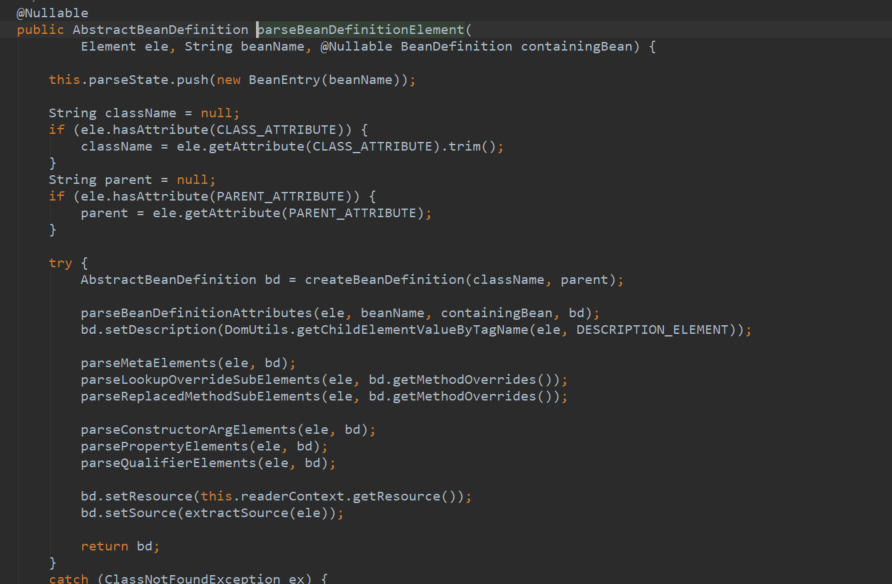 @Nullable
public AbstractBeanDefinition parseBeanDefinitionElement(
        Element ele, String beanName, @Nullable BeanDefinition containingBean) {

    this.parseState.push(new BeanEntry(beanName));

    String className = null;
    if (ele.hasAttribute(CLASS_ATTRIBUTE)) {
        className = ele.getAttribute(CLASS_ATTRIBUTE).trim();
    }
    String parent = null;
    if (ele.hasAttribute(PARENT_ATTRIBUTE)) {
        parent = ele.getAttribute(PARENT_ATTRIBUTE);
    }

    try {
        AbstractBeanDefinition bd = createBeanDefinition(className, parent);

        parseBeanDefinitionAttributes(ele, beanName, containingBean, bd);
        bd.setDescription(DomUtils.getChildElementValueByTagName(ele, DESCRIPTION_ELEMENT));

        parseMetaElements(ele, bd);
        parseLookupOverrideSubElements(ele, bd.getMethodOverrides());
        parseReplacedMethodSubElements(ele, bd.getMethodOverrides());

        parseConstructorArgElements(ele, bd);
        parsePropertyElements(ele, bd);
        parseQualifierElements(ele, bd);

        bd.setResource(this.readerContext.getResource());
        bd.setSource(extractSource(ele));

        return bd;
    }
    catch (ClassNotFoundException ex) {